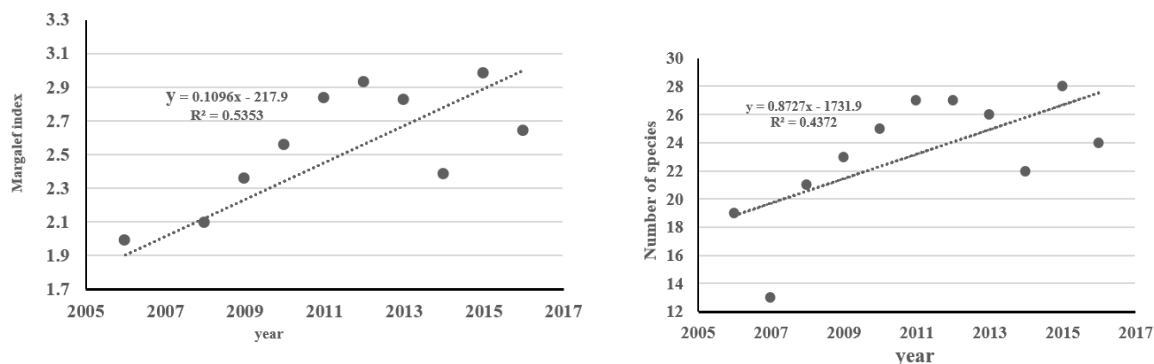 3.3
3.1
2.9
2.7
2.5
2.3
2.1
1.9
1.7
Margalef index
y = 0.1096x - 217.9
R² = 0.5353
2005 2007 2009 2011 2013 2015 2017
year
30
28
26
24
22
20
18
16
14
12
Number of species
y = 0.8727x - 1731.9
R² = 0.4372
2005 2007 2009 2011 2013 2015 2017
year